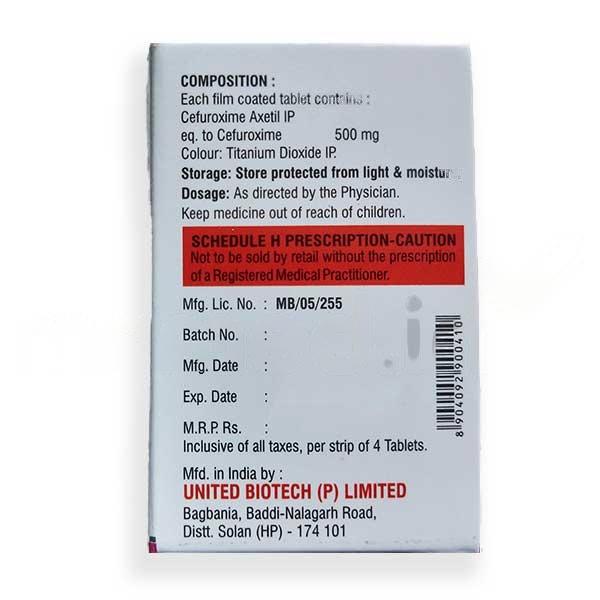 COMPOSITION :
Each film coated tablet contains :
Cefuroxime Axetil IP
eq. to Cefuroxime 500 mg
Colour: Titanium Dioxide IP.
Storage: Store protected from light &
Dosage: As directed by the Physician.
Keep medicine out of reach of children.
SCHEDULE H PRESCRIPTION-CAUTION
Not to be sold by retail without the prescription
of a Registered Medical Practitioner.
Mfg. Lic. No. : MB/05/255
Batch No. :
Mfg. Date :
Exp. Date :
M.R.P. Rs. :
Inclusive of all taxes, per strip of 4 Tablets.
Mfd. in India by :
UNITED BIOTECH (P) LIMITED
Bagbania, Baddi-Nalagarh Road,
Distt. Solan (HP) - 174 101
8 904092 900410